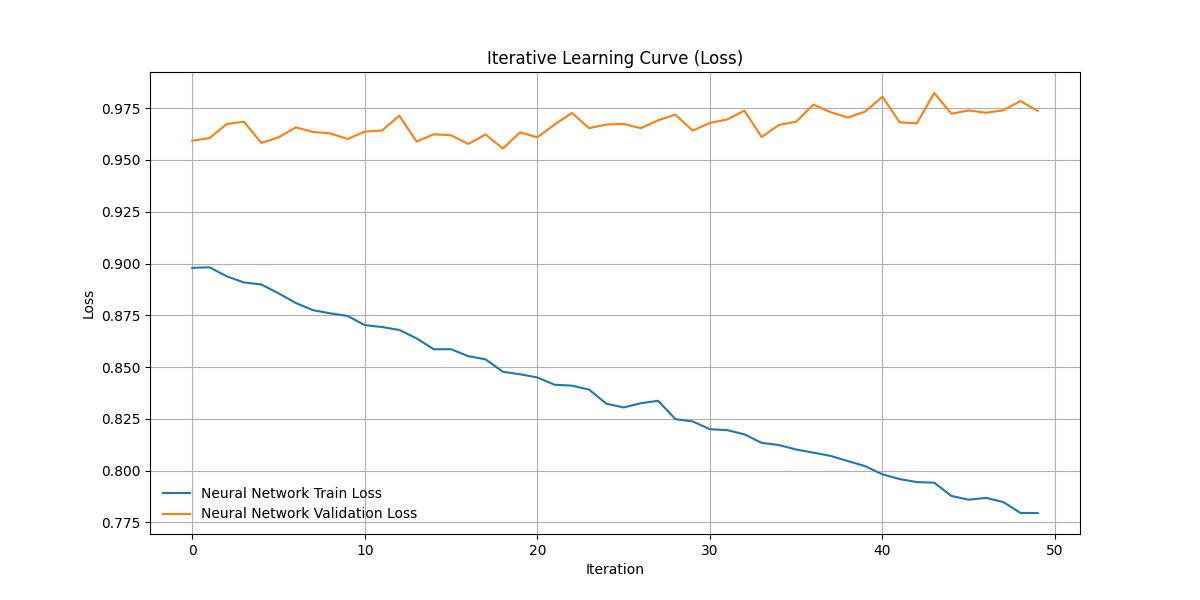 Iterative Learning Curve (Loss)
Loss
0.975
0.950
0.925
0.900
0.875
0.850
0.825
0.800
0.775
Neural Network Train Loss
Neural Network Validation Loss
0 10 20 30 40 50
Iteration